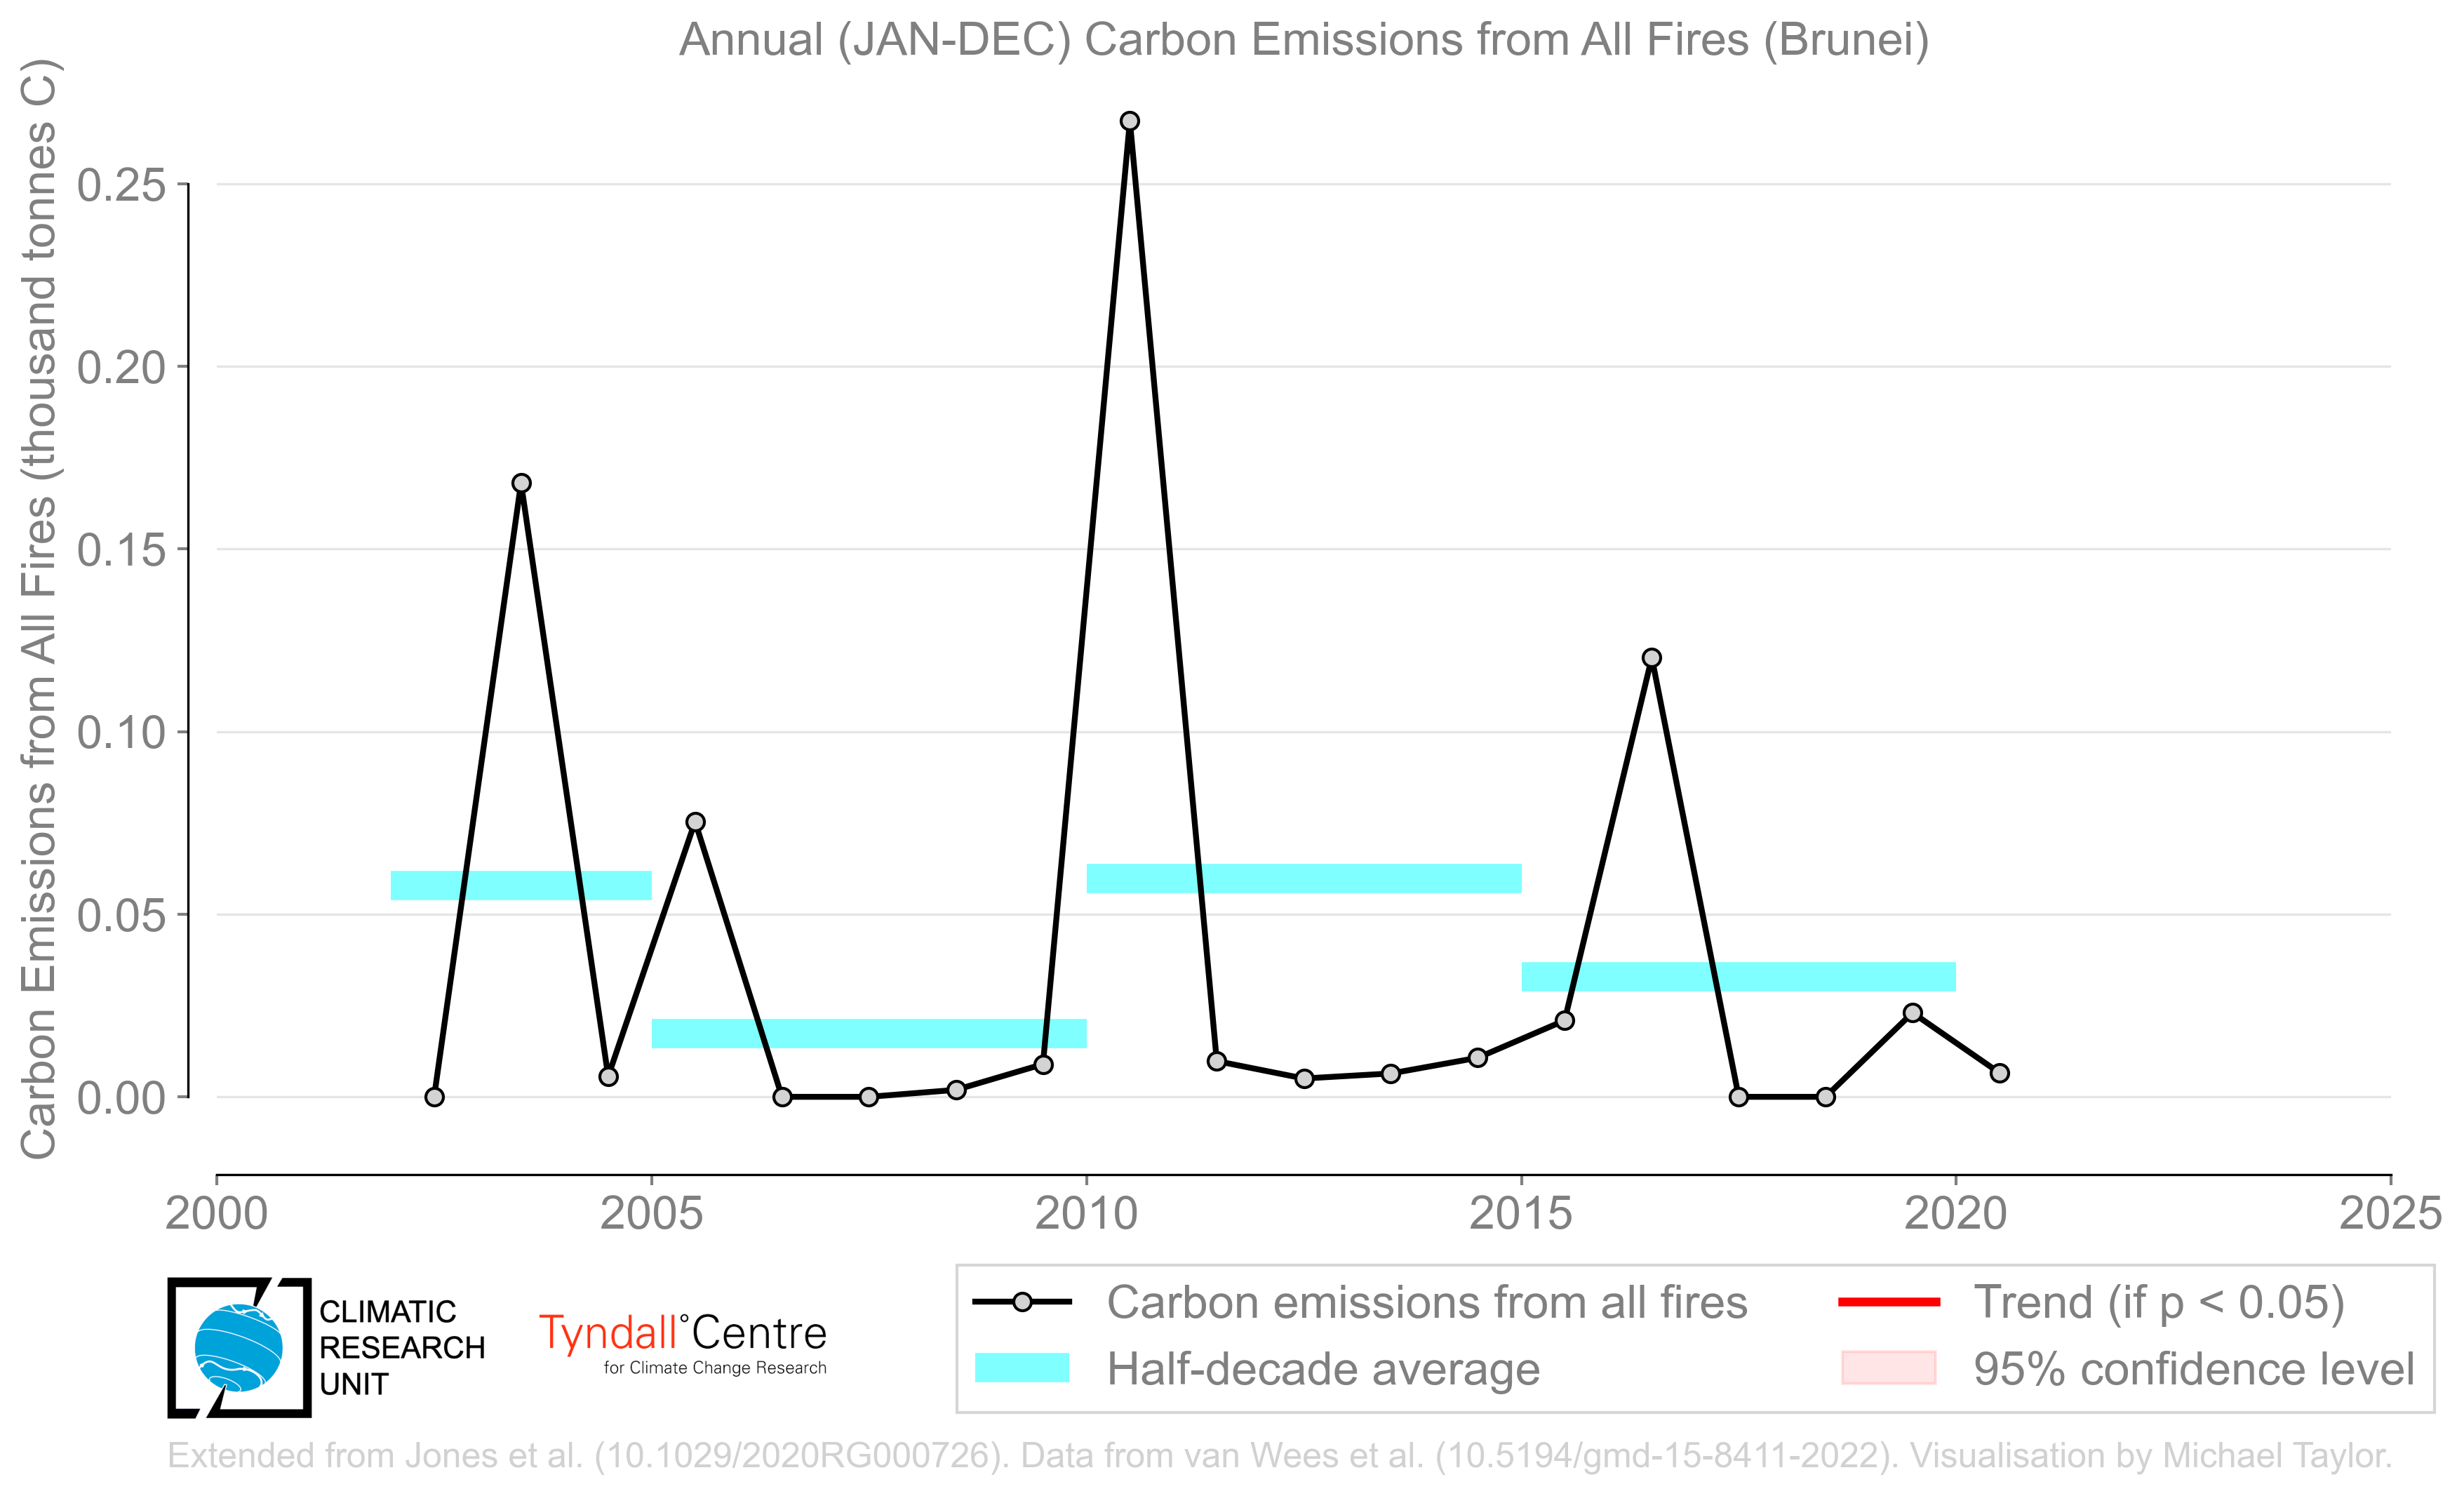 Annual (JAN-DEC) Carbon Emissions from All Fires (Brunei)
Carbon Emissions from All Fires (thousand tonnes C)
0.25
0.20
0.15
0.10
0.05
0.00
2000 2005 2010 2015 2020 2025
CLIMATIC
RESEARCH
UNIT
Tyndall°Centre
for Climate Change Research
Carbon emissions from all fires
Half-decade average
Trend (if p < 0.05)
95% confidence level
Extended from Jones et al. (10.1029/2020RG000726). Data from van Wees et al. (10.5194/gmd-15-8411-2022). Visualisation by Michael Taylor.